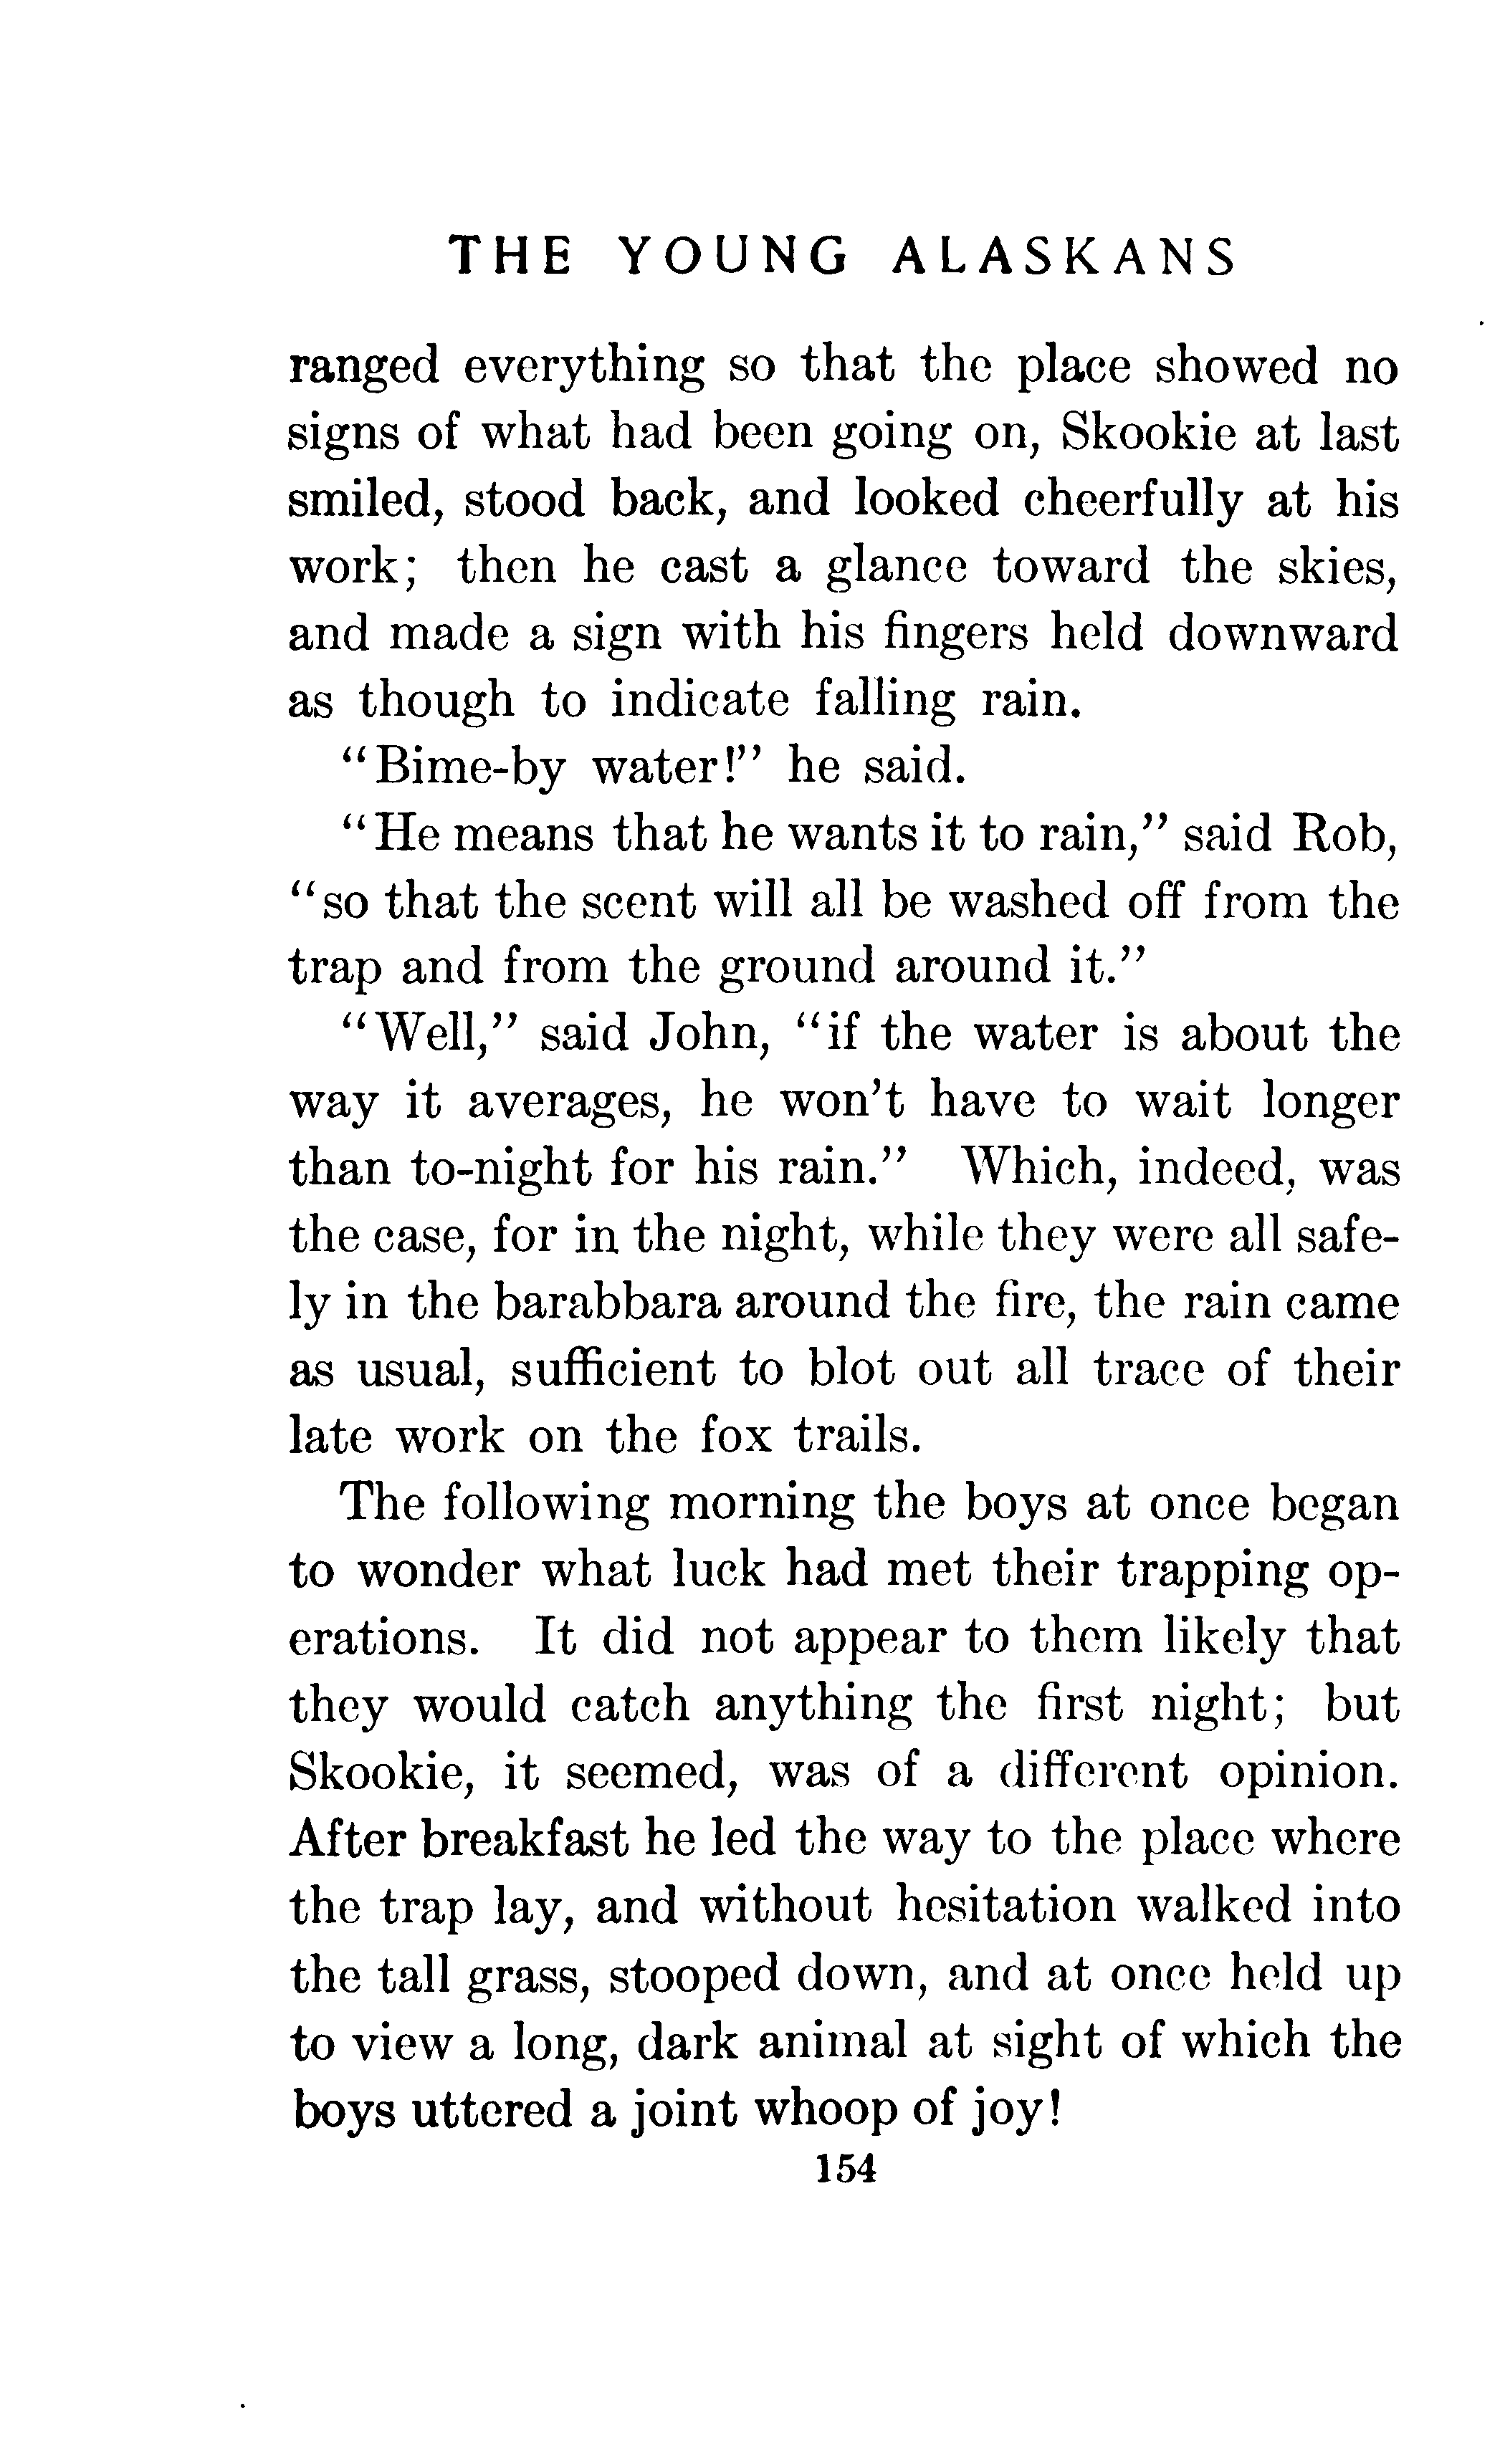 THE YOUNG ALASKANS
ranged everything so that the place showed no
signs of what had been going on, Skookie at last
smiled, stood back, and looked cheerfully at his
work; then he cast a glance toward the skies,
and made a sign with his fingers held downward
as though to indicate falling rain.
"Bime-by water!" he said.
"He means that he wants it to rain," said Rob,
"so that the scent will all be washed off from the
trap and from the ground around it."
"Well," said John, "if the water is about the
way it averages, he won't have to wait longer
than to-night for his rain." Which, indeed, was
the case, for in the night, while they were all safe-
ly in the barabbara around the fire, the rain came
as usual, sufficient to blot out all trace of their
late work on the fox trails.
The following morning the boys at once began
to wonder what luck had met their trapping op-
erations. It did not appear to them likely that
they would catch anything the first night; but
Skookie, it seemed, was of a different opinion.
After breakfast he led the way to the place where
the trap lay, and without hesitation walked into
the tall grass, stooped down, and at once held up
to view a long, dark animal at sight of which the
boys uttered a joint whoop of joy!
154